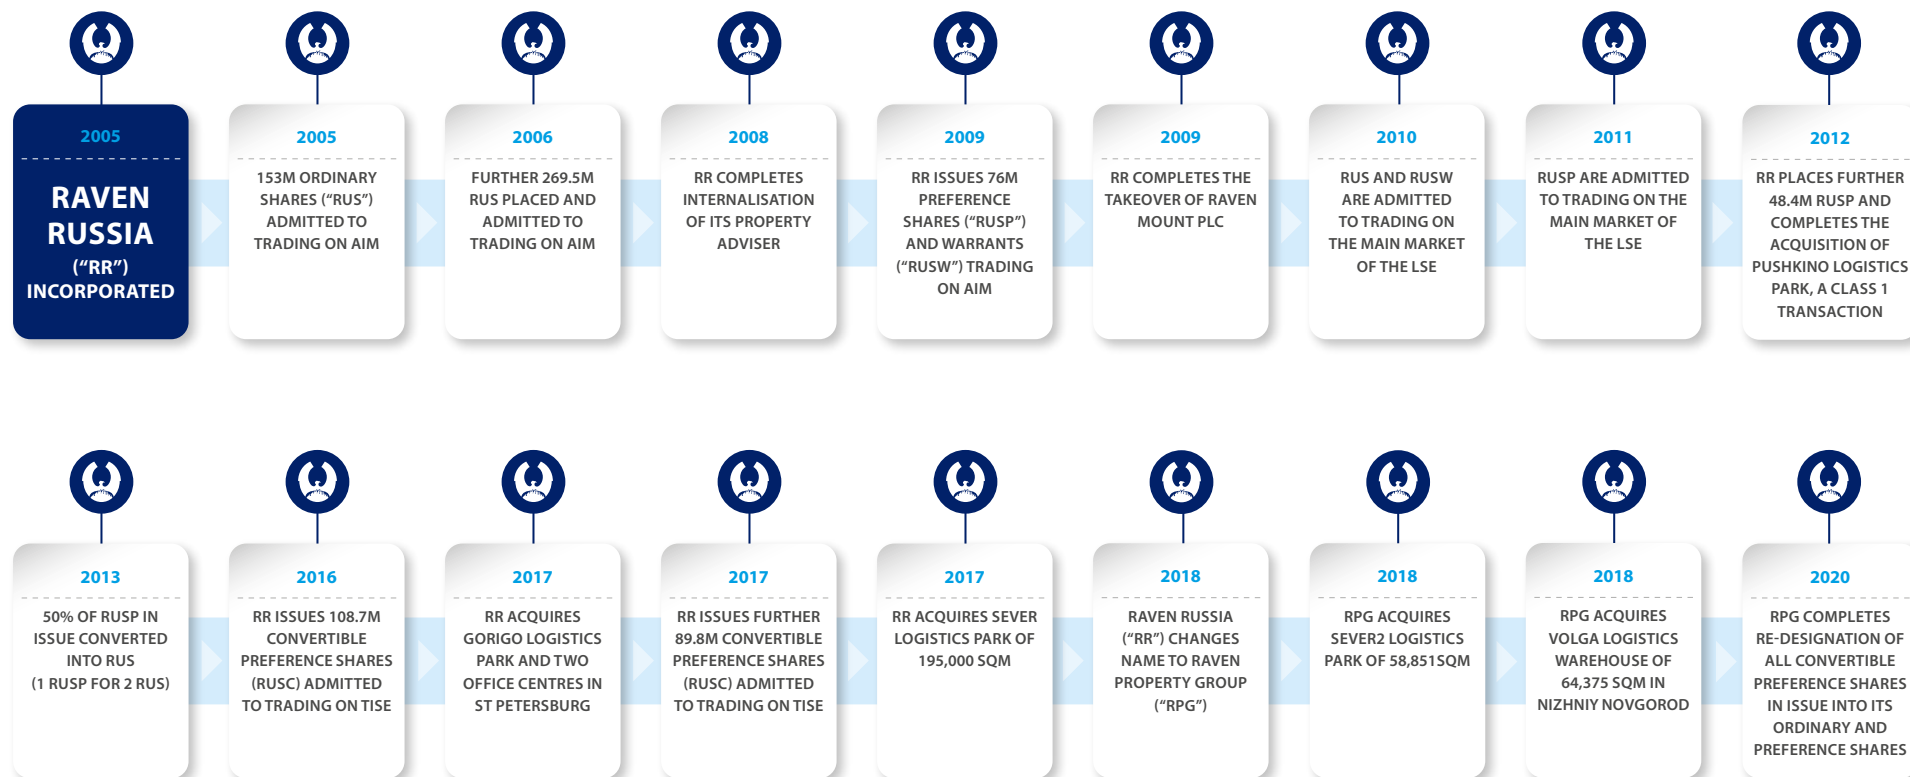 2005
RAVEN
RUSSIA
(“RR”)
INCORPORATED
2005
153M ORDINARY
SHARES (“RUS”)
ADMITTED TO
TRADING ON AIM
2006
FURTHER 269.5M
RUS PLACED AND
ADMITTED TO
TRADING ON AIM
2008
RR COMPLETES
INTERNALISATION
OF ITS PROPERTY
ADVISER
2009
RR ISSUES 76M
PREFERENCE
SHARES (“RUSP”)
AND WARRANTS
(“RUSW”) TRADING
ON AIM
2009
RR COMPLETES THE
TAKEOVER OF RAVEN
MOUNT PLC
2010
RUS AND RUSW
ARE ADMITTED
TO TRADING ON
THE MAIN MARKET
OF THE LSE
2011
RUSP ARE ADMITTED
TO TRADING ON THE
MAIN MARKET OF
THE LSE
2012
RR PLACES FURTHER
48.4M RUSP AND
COMPLETES THE
ACQUISITION OF
PUSHKINO LOGISTICS
PARK, A CLASS 1
TRANSACTION
2013
50% OF RUSP IN
ISSUE CONVERTED
INTO RUS
(1 RUSP FOR 2 RUS)
2016
RR ISSUES 108.7M
CONVERTIBLE
PREFERENCE SHARES
(RUSC) ADMITTED
TO TRADING ON TISE
2017
RR ACQUIRES
GORIGO LOGISTICS
PARK AND TWO
OFFICE CENTRES IN
ST PETERSBURG
2017
RR ISSUES FURTHER
89.8M CONVERTIBLE
PREFERENCE SHARES
(RUSC) ADMITTED
TO TRADING ON TISE
2017
RR ACQUIRES SEVER
LOGISTICS PARK OF
195,000 SQM
2018
RAVEN RUSSIA
(“RR”) CHANGES
NAME TO RAVEN
PROPERTY GROUP
(“RPG”)
2018
RPG ACQUIRES
SEVER2 LOGISTICS
PARK OF 58,851SQM
2018
RPG ACQUIRES
VOLGA LOGISTICS
WAREHOUSE OF
64,375 SQM IN
NIZHNIY NOVGOROD
2020
RPG COMPLETES
RE-DESIGNATION OF
ALL CONVERTIBLE
PREFERENCE SHARES
IN ISSUE INTO ITS
ORDINARY AND
PREFERENCE SHARES